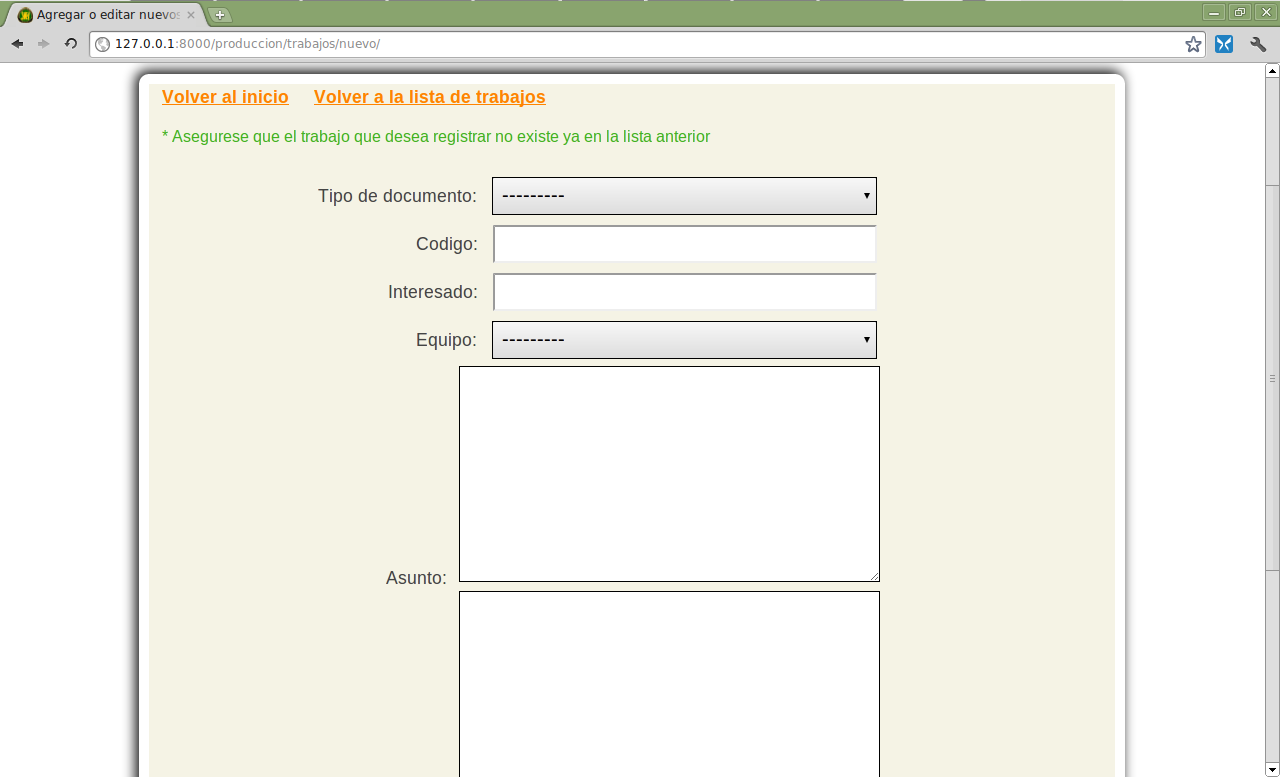 Agregar o editar nuevos
127.0.0.1:8000/produccion/trabajos/nuevo/
Volver al inicio Volver a la lista de trabajos
* Asegurese que el trabajo que desea registrar no existe ya en la lista anterior
Tipo de documento: ---------
Codigo:
Interesado:
Equipo: ---------
Asunto: